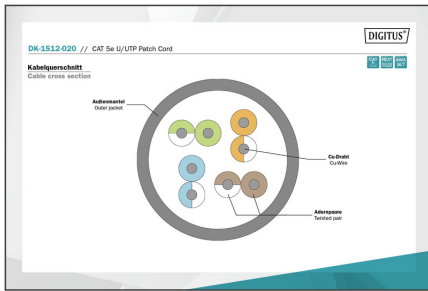 DIGITUS®
DK-1512-020 // CAT 5e U/UTP Patch Cord
Kabelquerschnitt
Cable cross section
Außenmantel
Outer jacket
Cu-Draht
Cu-Wire
Adernpaare
Twisted pair